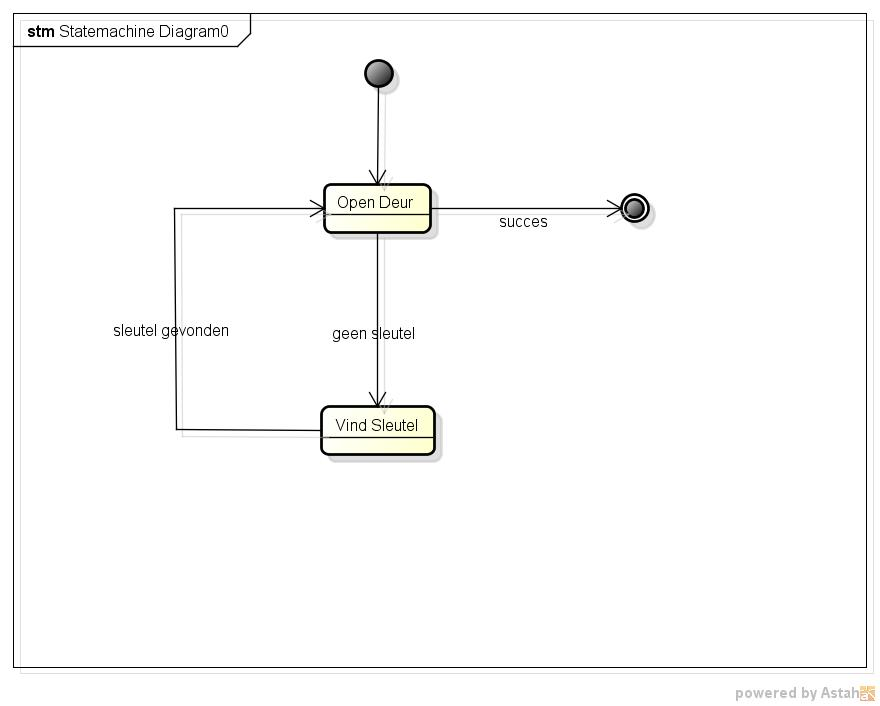 stm Statemachine Diagram0
Open Deur
succes
sleutel gevonden
geen sleutel
Vind Sleutel
powered by Astah